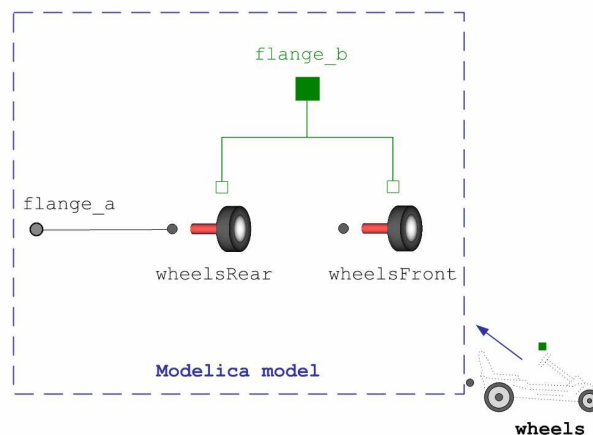 flange_b
flange_a
wheelsRear
wheelsFront
Modelica model
wheels